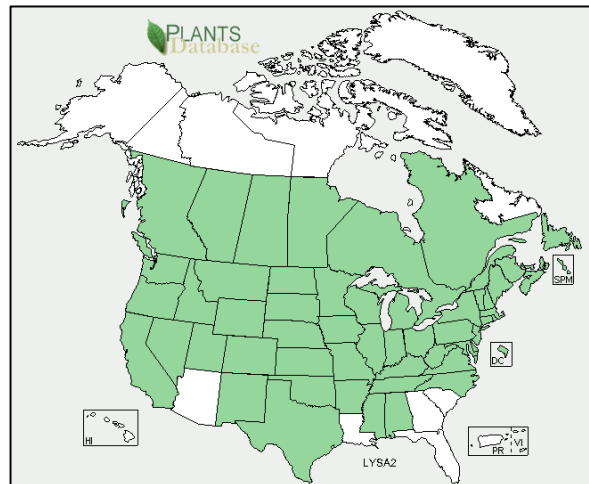 PLANTS
Database
SPM
DC
HI
PR
VI
LYSA2